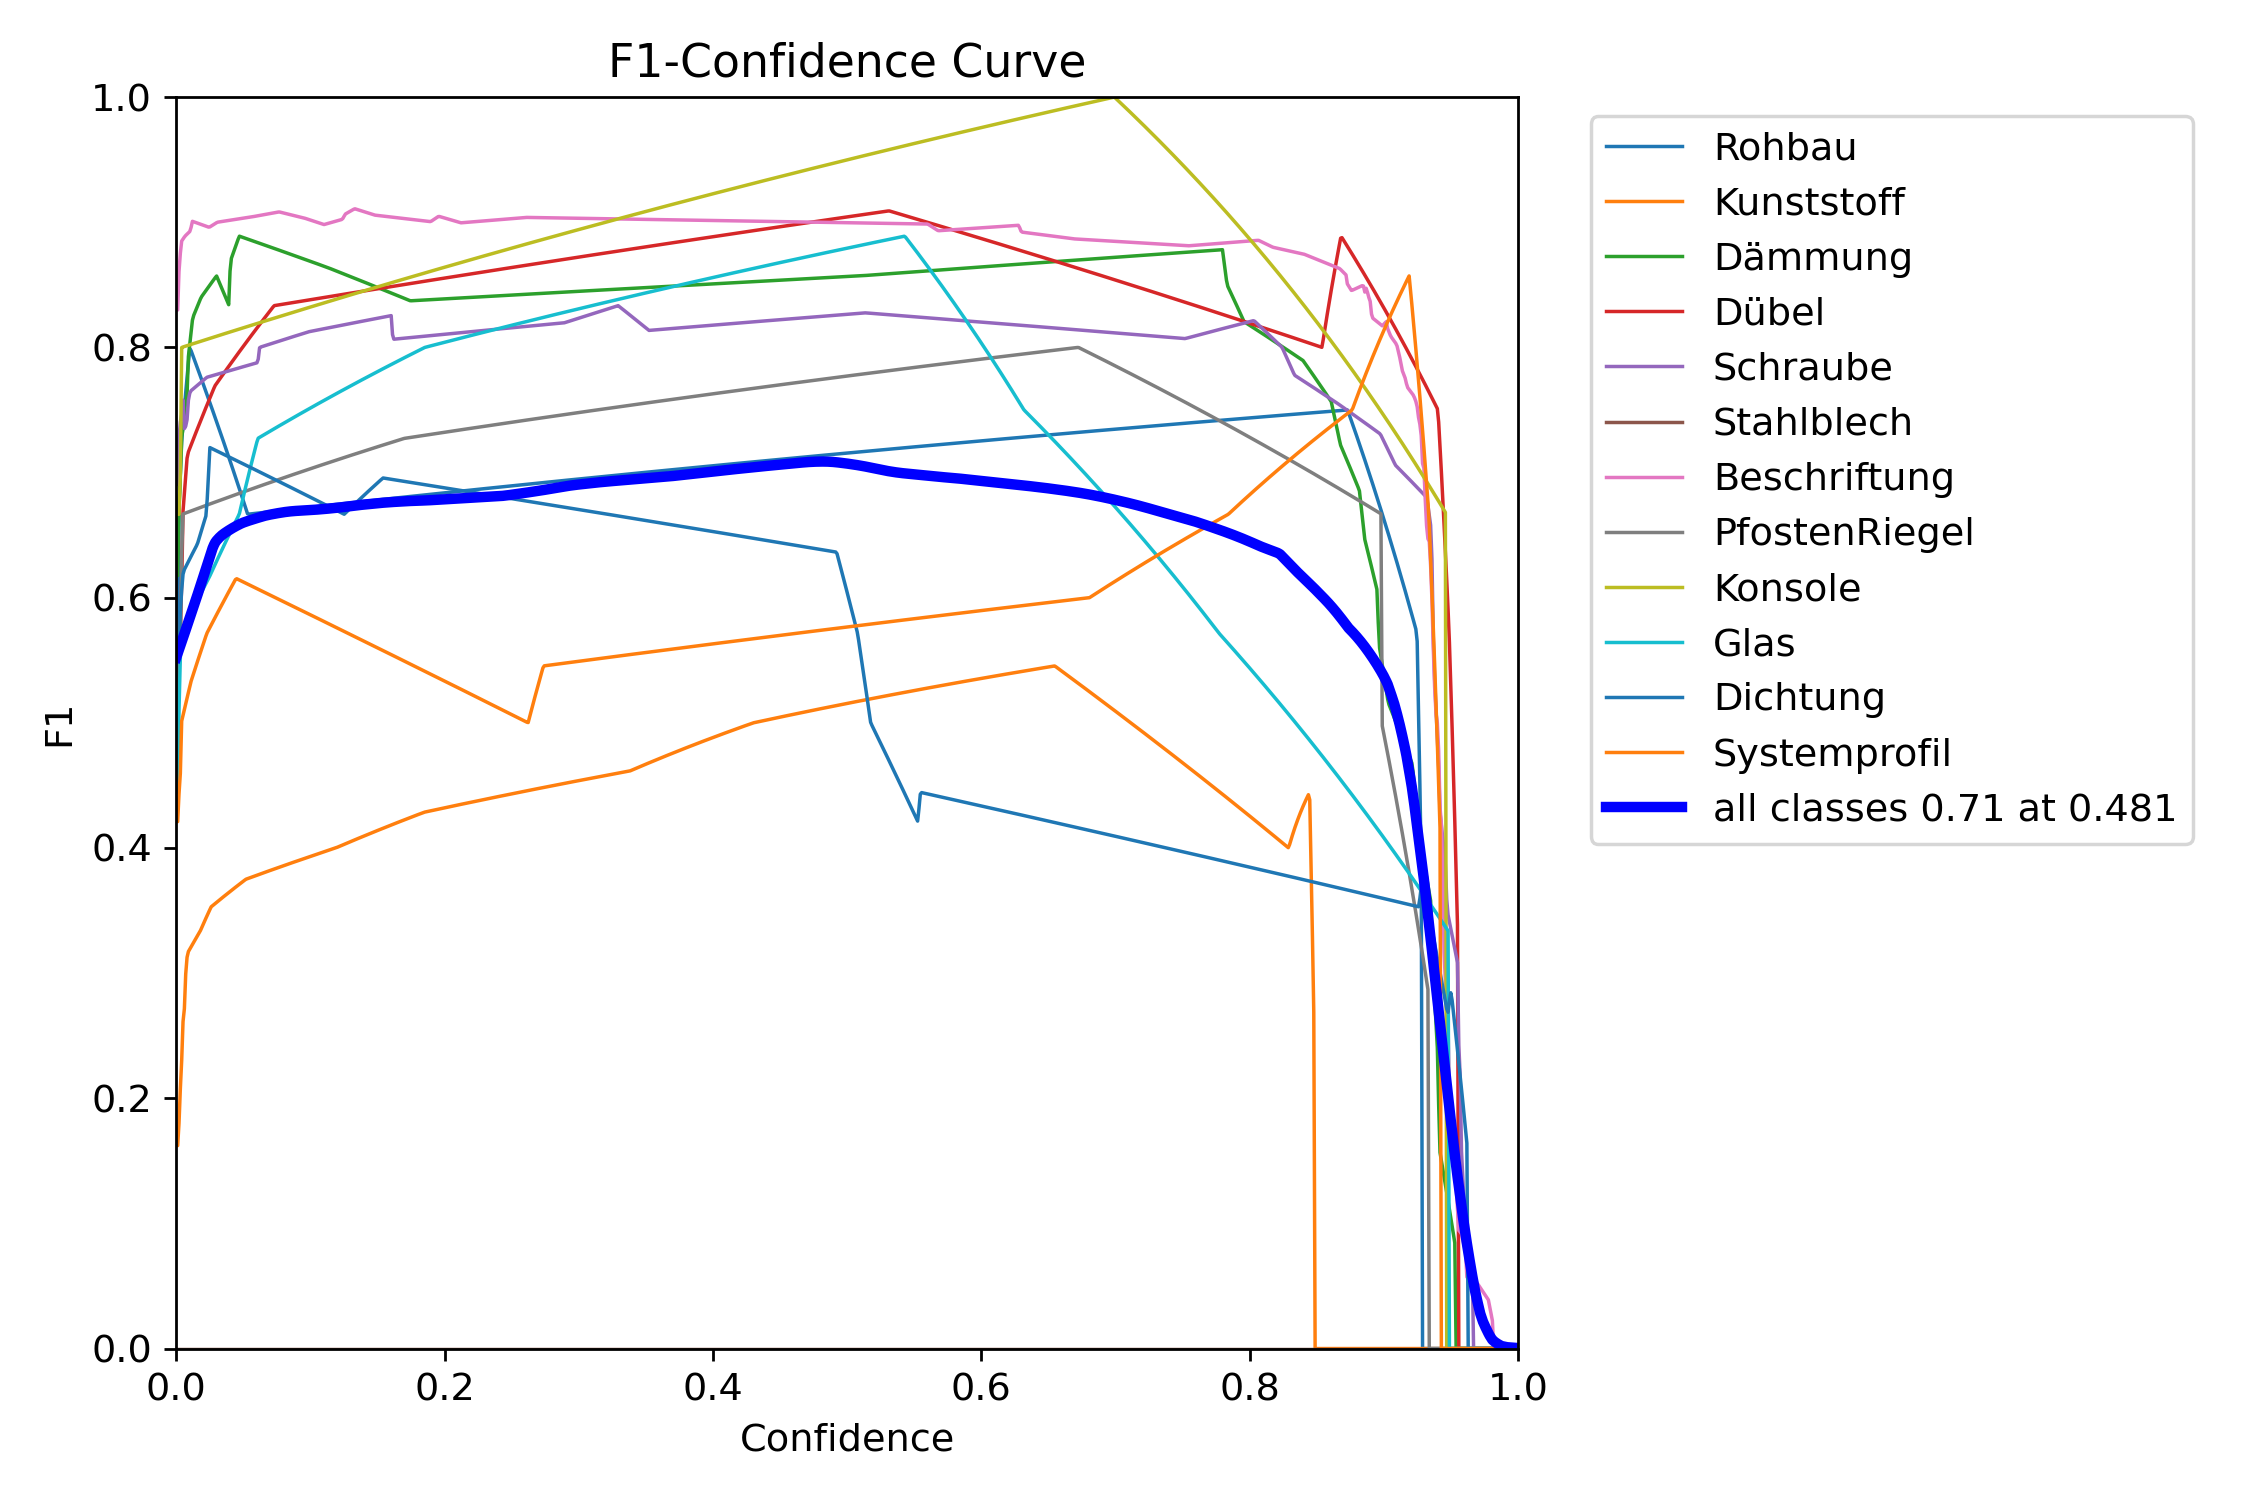 F1-Confidence Curve
1.0
0.8
0.6
0.4
0.2
0.0
F1
0.0 0.2 0.4 0.6 0.8 1.0
Confidence
Rohbau
Kunststoff
Dämmung
Dübel
Schraube
Stahlblech
Beschriftung
PfostenRiegel
Konsole
Glas
Dichtung
Systemprofil
all classes 0.71 at 0.481